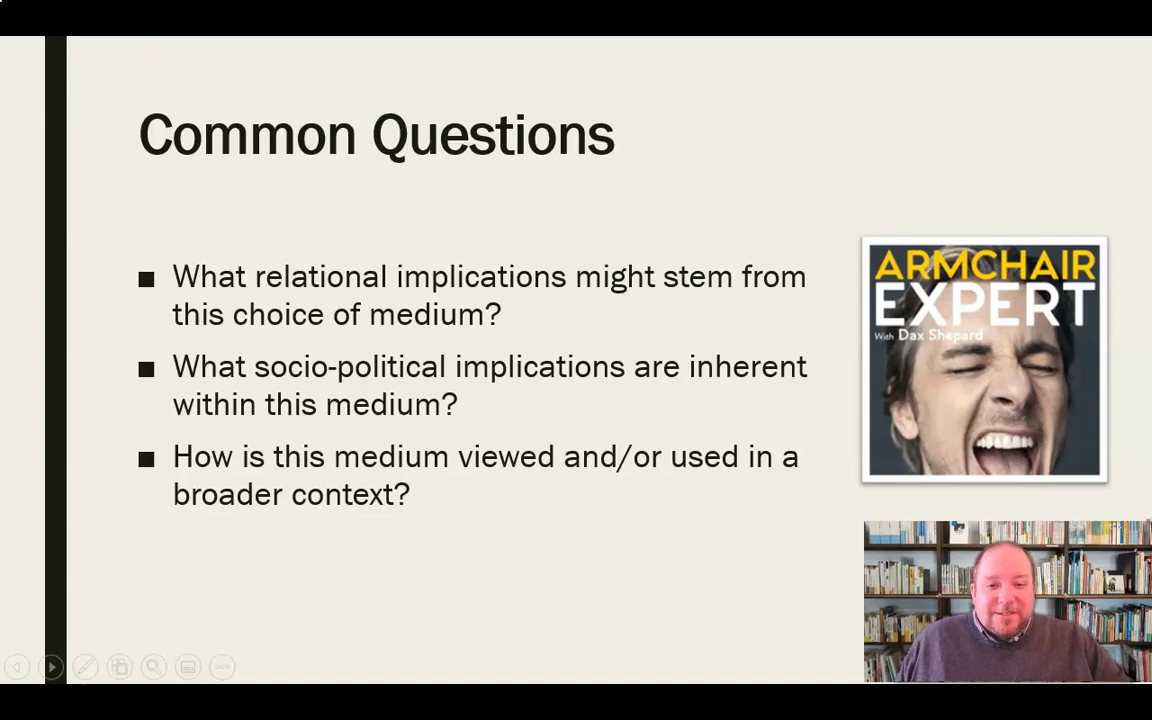 Common Questions
■ What relational implications might stem from
this choice of medium?
■ What socio-political implications are inherent
within this medium?
■ How is this medium viewed and/or used in a
broader context?
ARMCHAIR
EXPERT
With Dax Shepard